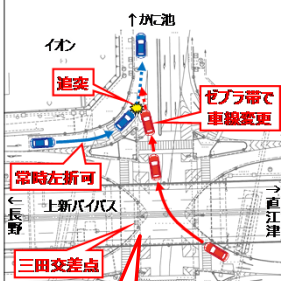 ↑かに池
イオン
追突
ゼブラ帯で
車線変更
常時左折可
←長野
上新バイパス
→直江津
三田交差点